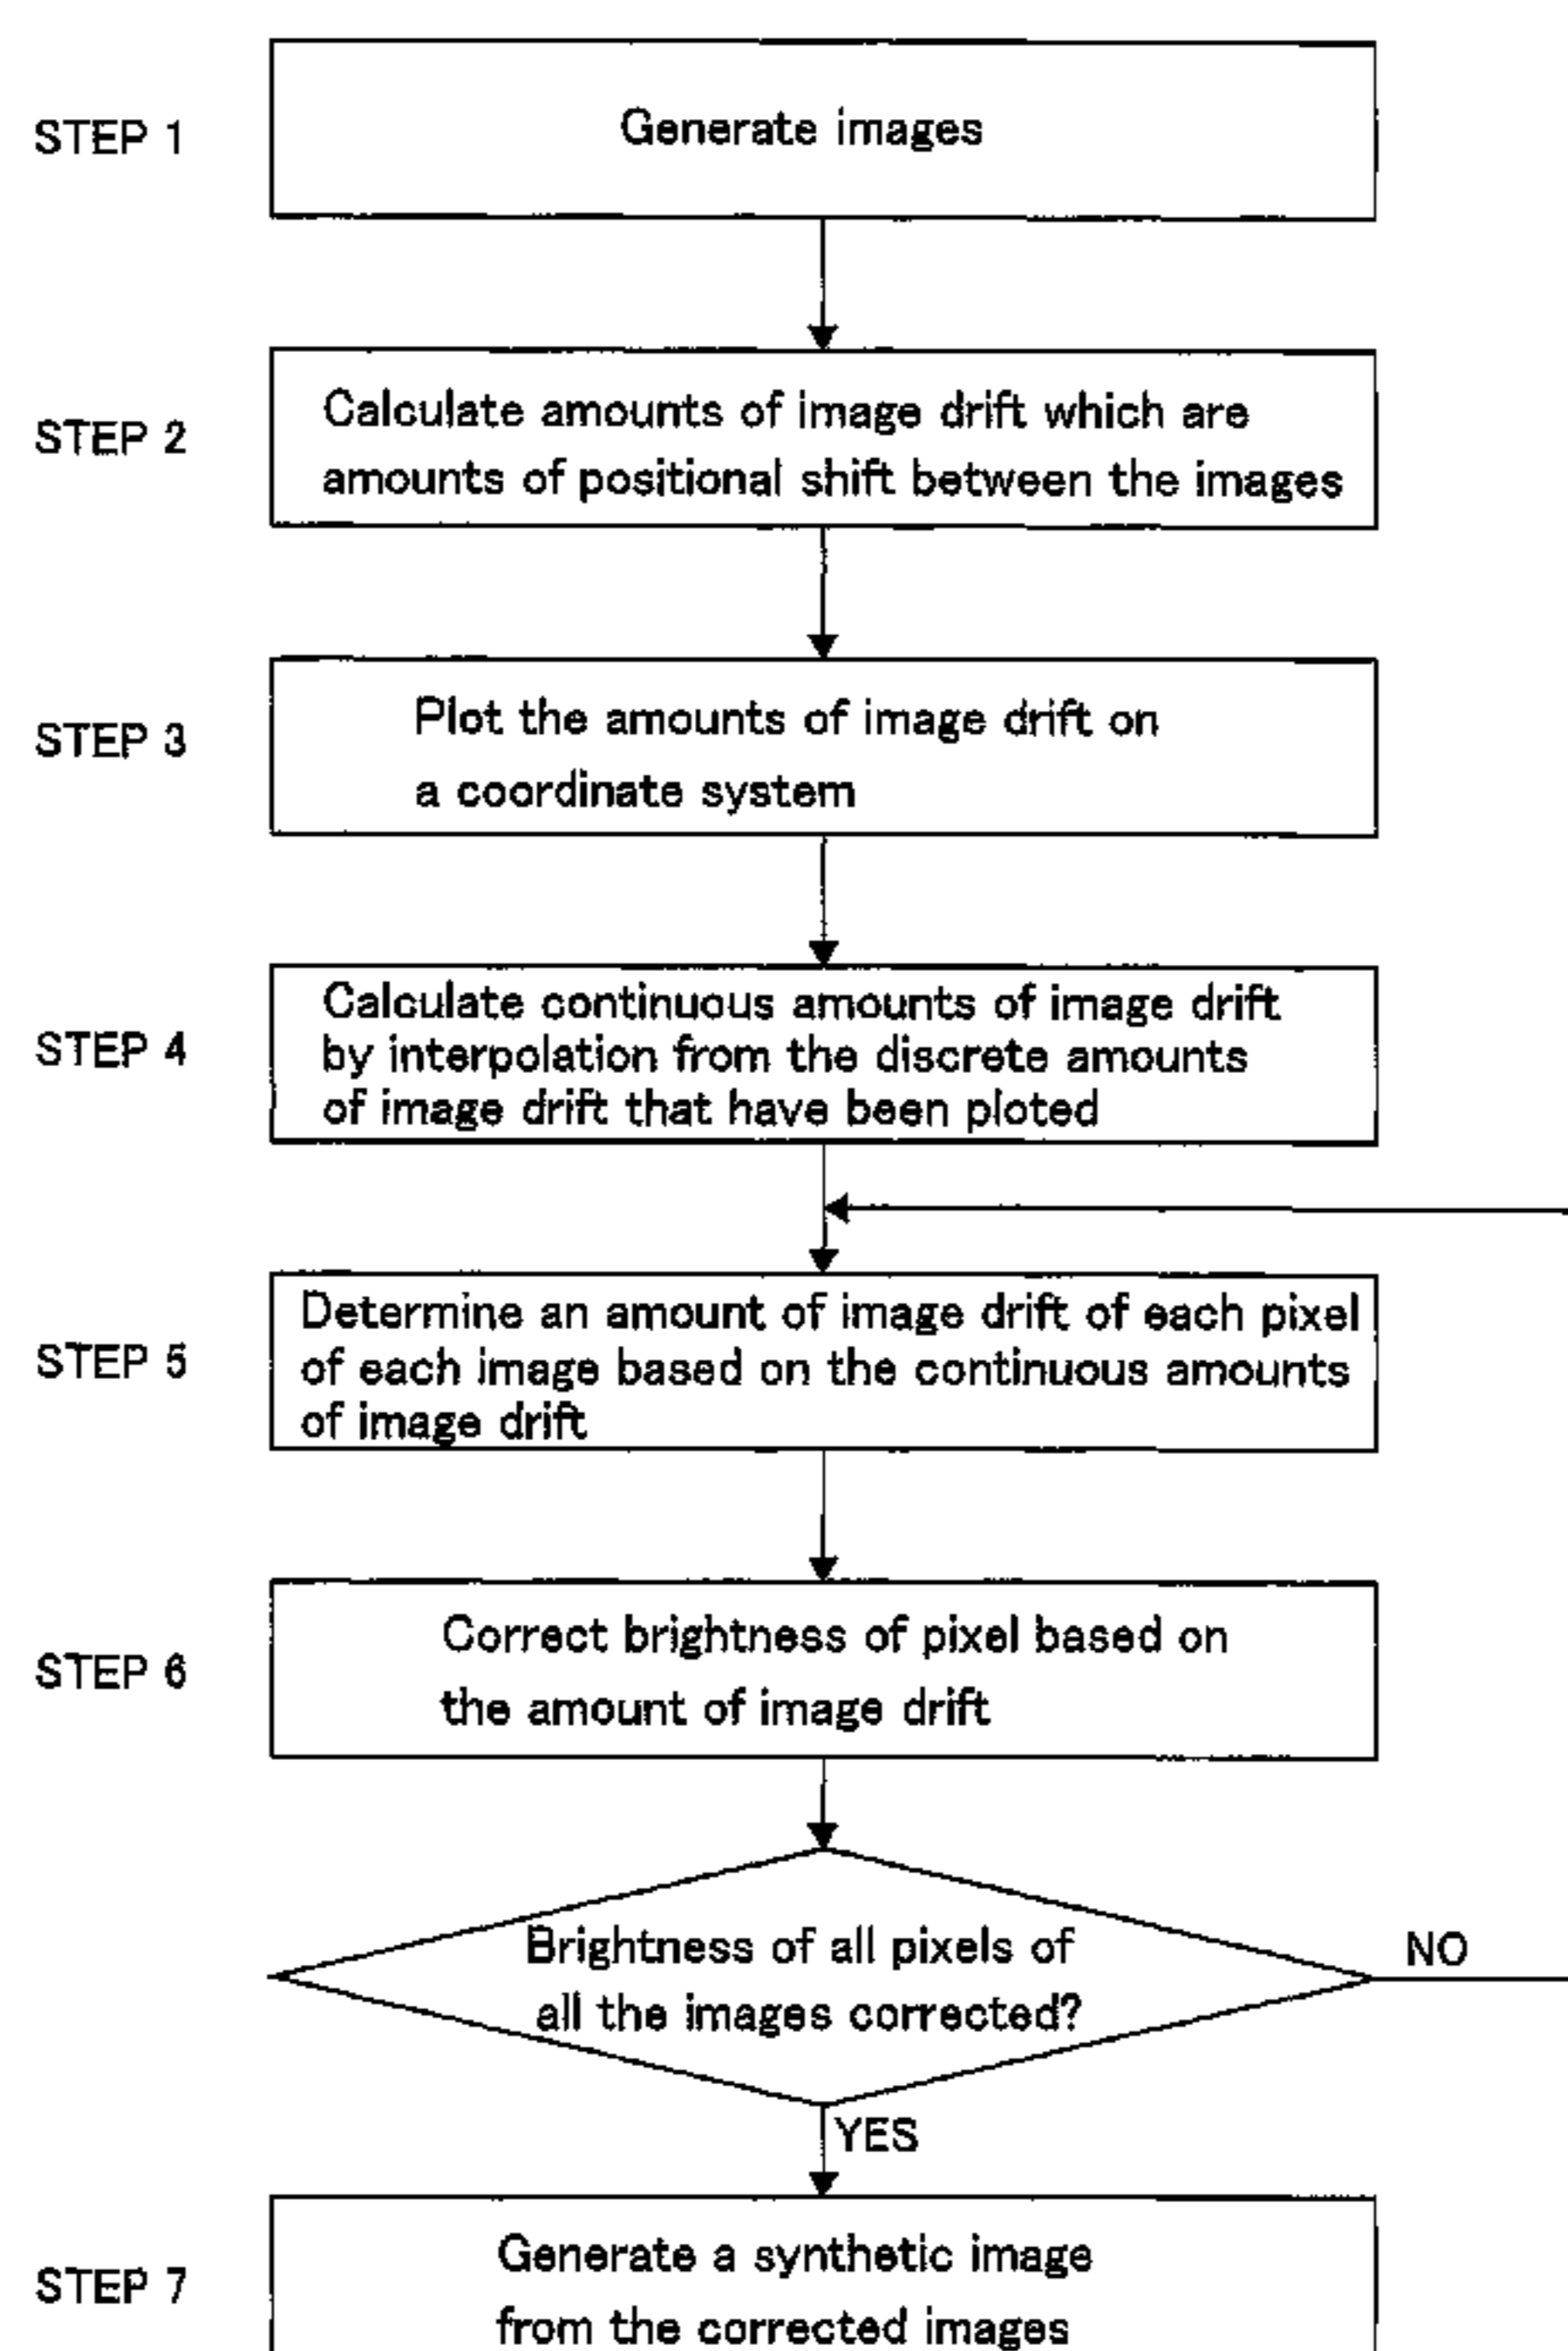 STEP 1
Generate images
STEP 2
Calculate amounts of image drift which are
amounts of positional shift between the images
STEP 3
Plot the amounts of image drift on
a coordinate system
STEP 4
Calculate continuous amounts of image drift
by interpolation from the discrete amounts
of image drift that have been ploted
STEP 5
Determine an amount of image drift of each pixel
of each image based on the continuous amounts
of image drift
STEP 6
Correct brightness of pixel based on
the amount of image drift
Brightness of all pixels of
all the images corrected?
NO
YES
STEP 7
Generate a synthetic image
from the corrected images